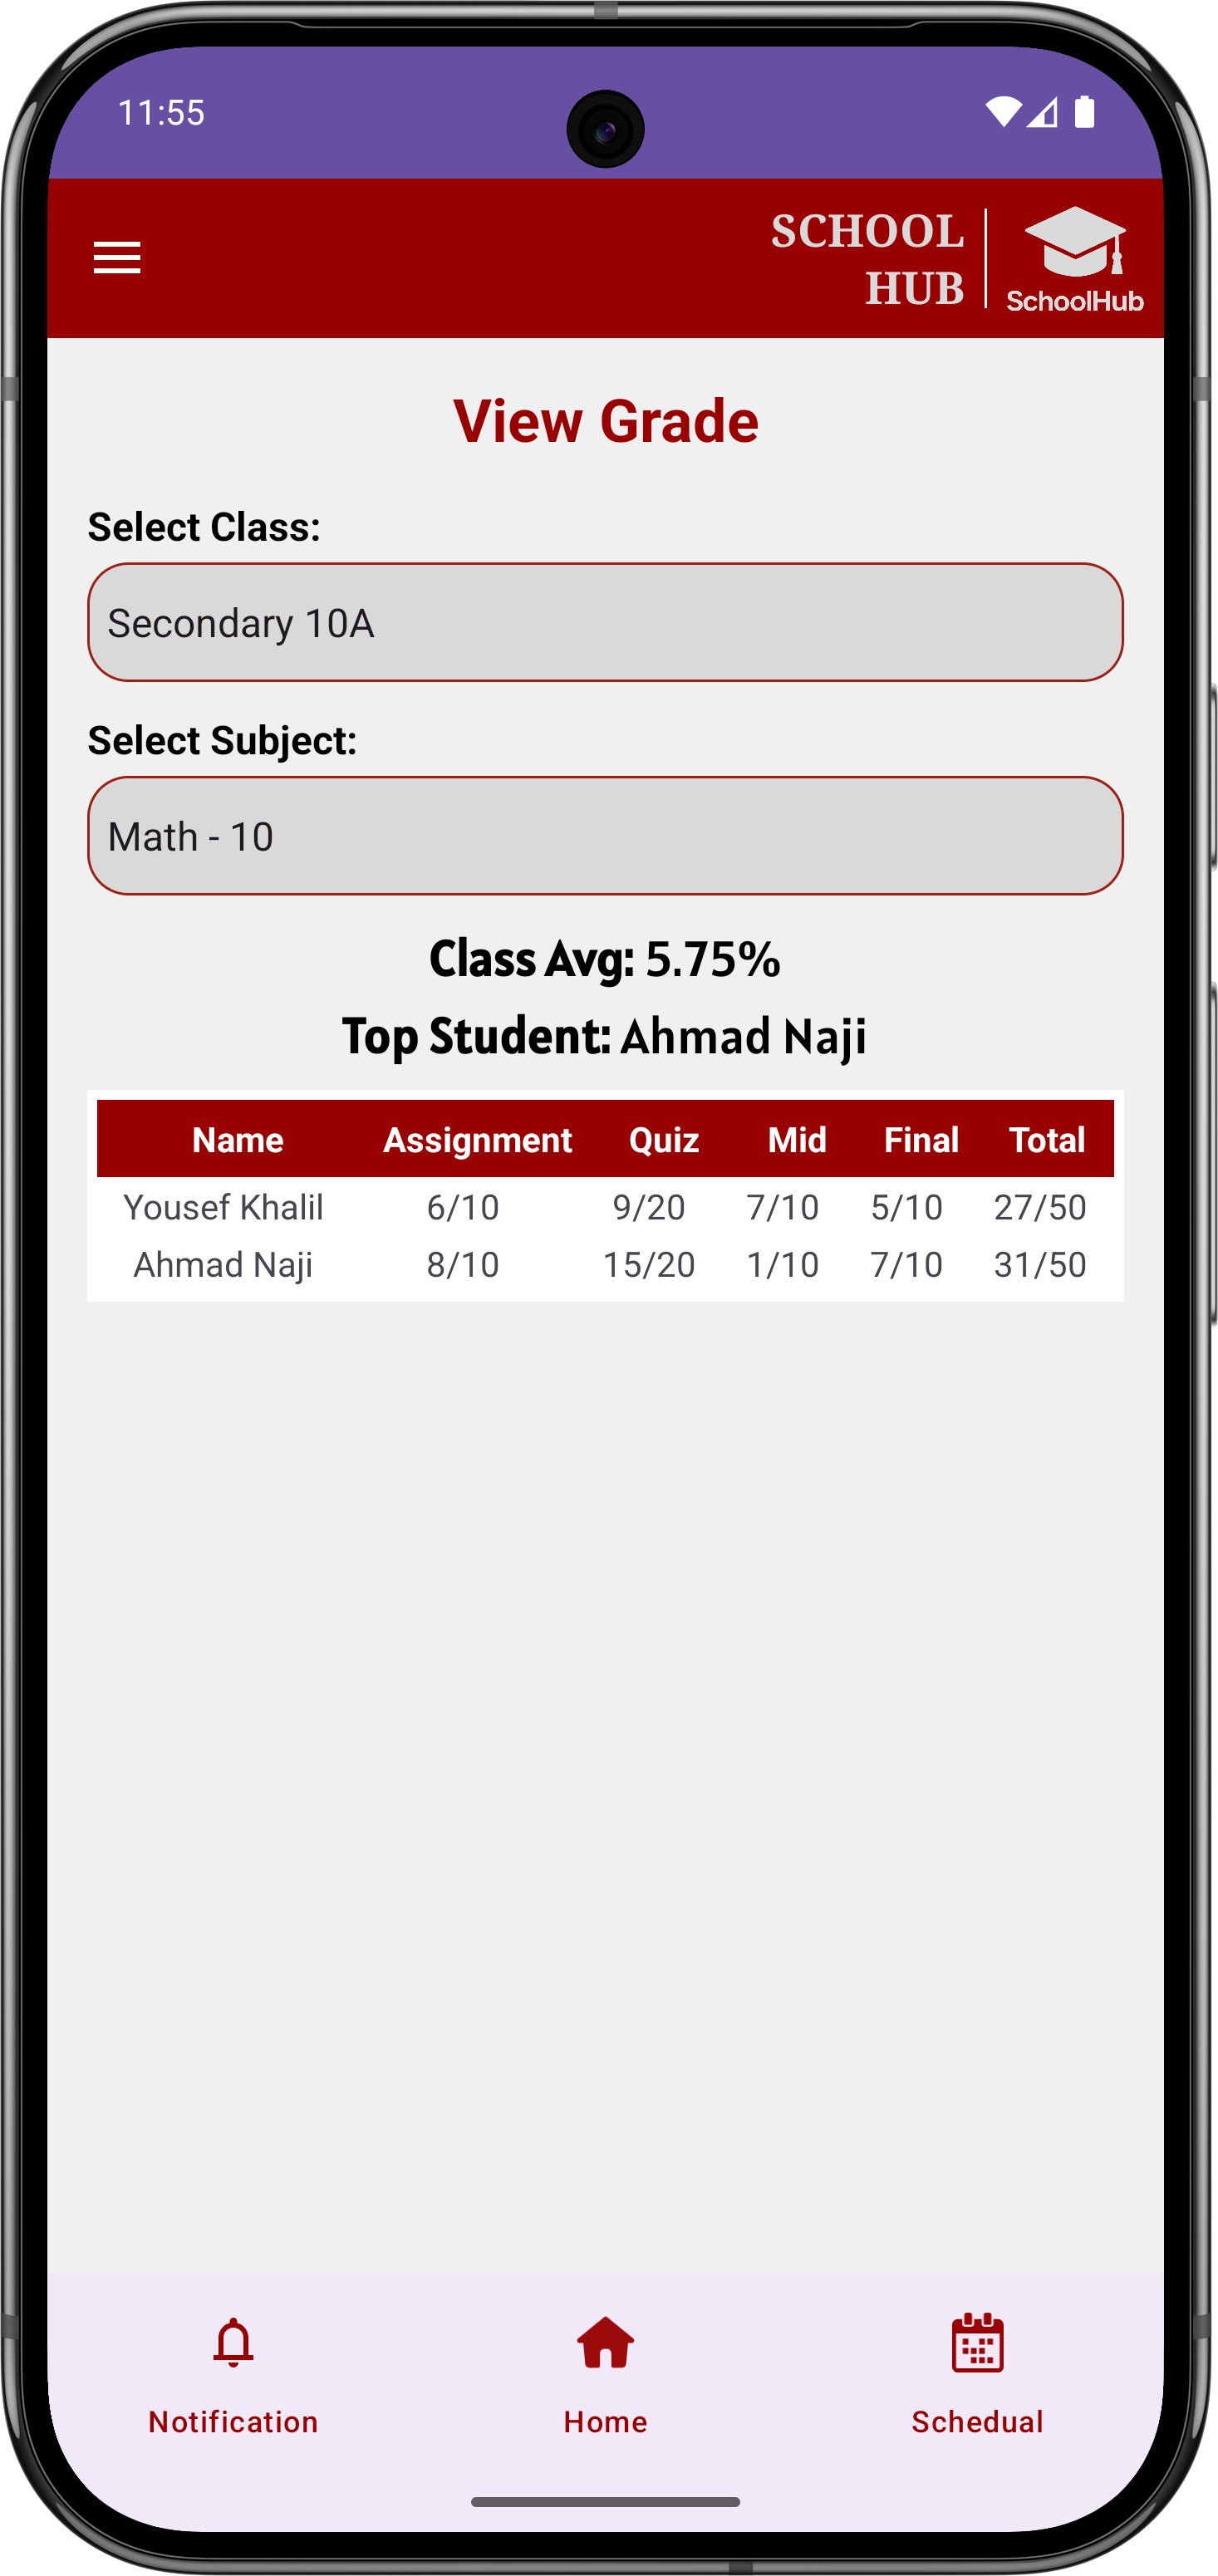 11:55
SCHOOL
HUB
SchoolHub
View Grade
Select Class:
Secondary 10A
Select Subject:
Math - 10
Class Avg: 5.75%
Top Student: Ahmad Naji
Name Assignment Quiz Mid Final Total
Yousef Khalil 6/10 9/20 7/10 5/10 27/50
Ahmad Naji 8/10 15/20 1/10 7/10 31/50
Notification Home Schedual